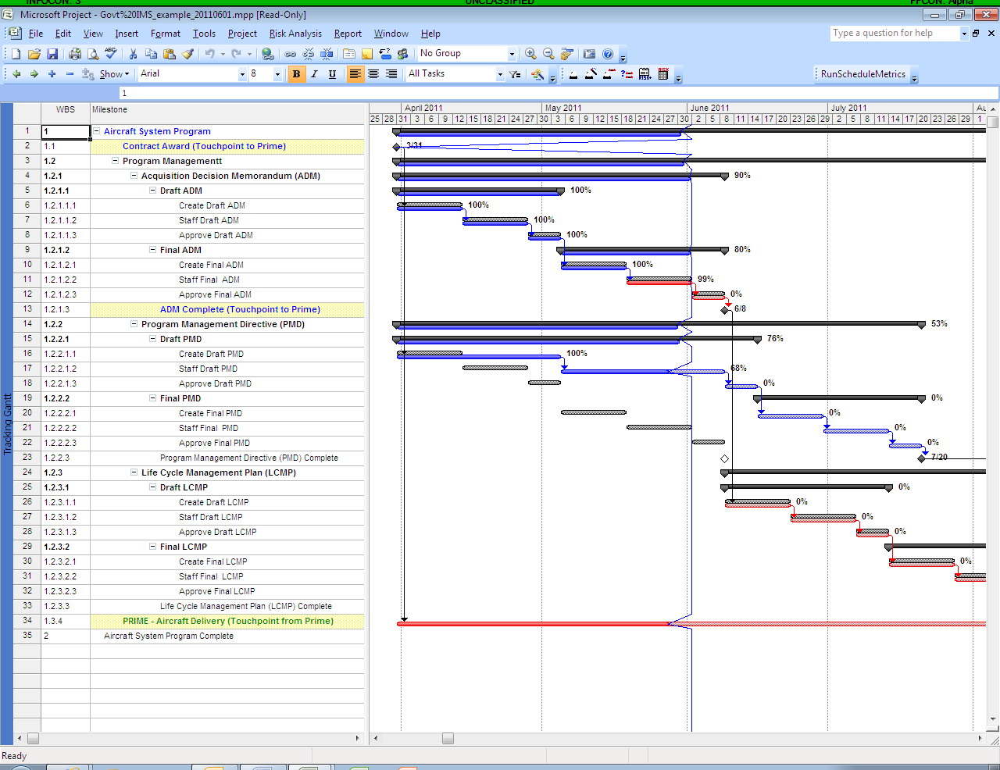 INFOCON: 3 UNCLASSIFIED FPCON: Alpha
Microsoft Project - Govt%20IMS_example_20110601.mpp [Read-Only]
File Edit View Insert Format Tools Project Risk Analysis Report Window Help Type a question for help
No Group
Show Arial 8 B I U All Tasks RunScheduleMetrics
1
WBS Milestone April 2011 May 2011 June 2011 July 2011 Au
25 28 31 3 6 9 12 15 18 21 24 27 30 3 6 9 12 15 18 21 24 27 30 2 5 8 11 14 17 20 23 26 29 2 5 8 11 14 17 20 23 26 29 1
1 1 Aircraft System Program
2 1.1 Contract Award (Touchpoint to Prime) 3/31
3 1.2 Program Managementt
4 1.2.1 Acquisition Decision Memorandum (ADM) 90%
5 1.2.1.1 Draft ADM 100%
6 1.2.1.1.1 Create Draft ADM 100%
7 1.2.1.1.2 Staff Draft ADM 100%
8 1.2.1.1.3 Approve Draft ADM 100%
9 1.2.1.2 Final ADM 80%
10 1.2.1.2.1 Create Final ADM 100%
11 1.2.1.2.2 Staff Final ADM 99%
12 1.2.1.2.3 Approve Final ADM 0%
13 1.2.1.3 ADM Complete (Touchpoint to Prime) 6/8
14 1.2.2 Program Management Directive (PMD) 53%
15 1.2.2.1 Draft PMD 76%
16 1.2.2.1.1 Create Draft PMD 100%
17 1.2.2.1.2 Staff Draft PMD 68%
18 1.2.2.1.3 Approve Draft PMD 0%
19 1.2.2.2 Final PMD 0%
20 1.2.2.2.1 Create Final PMD 0%
21 1.2.2.2.2 Staff Final PMD 0%
22 1.2.2.2.3 Approve Final PMD 0%
23 1.2.2.3 Program Management Directive (PMD) Complete 7/20
24 1.2.3 Life Cycle Management Plan (LCMP)
25 1.2.3.1 Draft LCMP 0%
26 1.2.3.1.1 Create Draft LCMP 0%
27 1.2.3.1.2 Staff Draft LCMP 0%
28 1.2.3.1.3 Approve Draft LCMP 0%
29 1.2.3.2 Final LCMP
30 1.2.3.2.1 Create Final LCMP 0%
31 1.2.3.2.2 Staff Final LCMP
32 1.2.3.2.3 Approve Final LCMP
33 1.2.3.3 Life Cycle Management Plan (LCMP) Complete
34 1.3.4 PRIME - Aircraft Delivery (Touchpoint from Prime)
35 2 Aircraft System Program Complete
Tracking Gantt
Ready